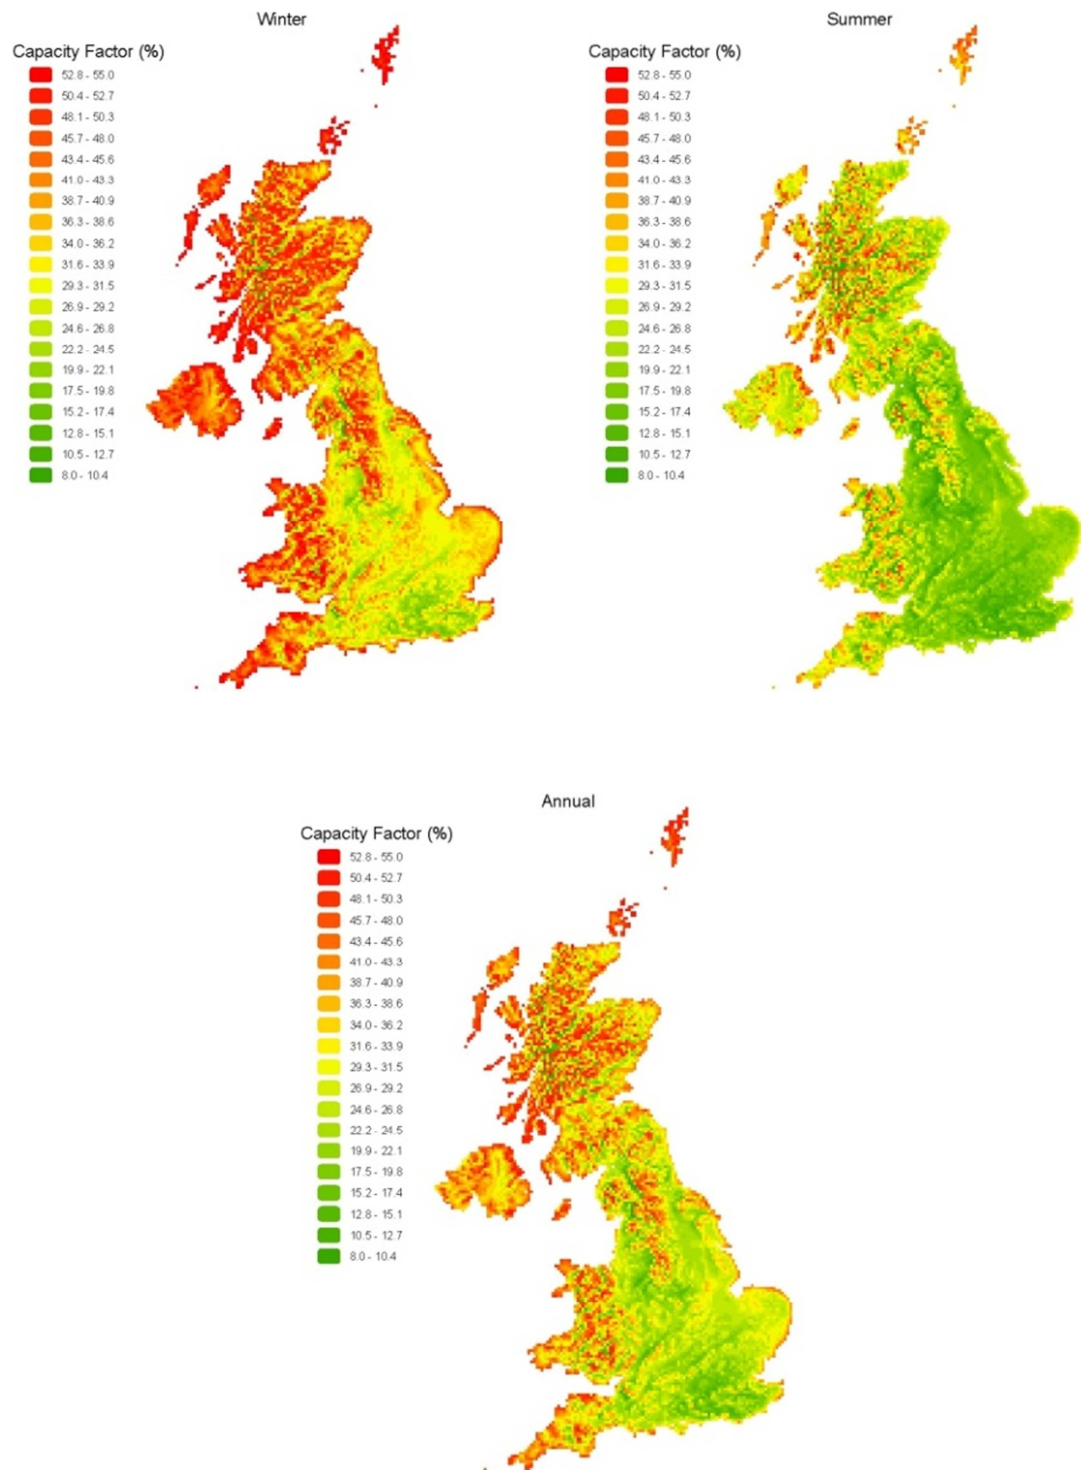 Winter
Capacity Factor (%)
52.8 - 55.0
50.4 - 52.7
48.1 - 50.3
45.7 - 48.0
43.4 - 45.6
41.0 - 43.3
38.7 - 40.9
36.3 - 38.6
34.0 - 36.2
31.6 - 33.9
29.3 - 31.5
26.9 - 29.2
24.6 - 26.8
22.2 - 24.5
19.9 - 22.1
17.5 - 19.8
15.2 - 17.4
12.8 - 15.1
10.5 - 12.7
8.0 - 10.4
Summer
Capacity Factor (%)
52.8 - 55.0
50.4 - 52.7
48.1 - 50.3
45.7 - 48.0
43.4 - 45.6
41.0 - 43.3
38.7 - 40.9
36.3 - 38.6
34.0 - 36.2
31.6 - 33.9
29.3 - 31.5
26.9 - 29.2
24.6 - 26.8
22.2 - 24.5
19.9 - 22.1
17.5 - 19.8
15.2 - 17.4
12.8 - 15.1
10.5 - 12.7
8.0 - 10.4
Annual
Capacity Factor (%)
52.8 - 55.0
50.4 - 52.7
48.1 - 50.3
45.7 - 48.0
43.4 - 45.6
41.0 - 43.3
38.7 - 40.9
36.3 - 38.6
34.0 - 36.2
31.6 - 33.9
29.3 - 31.5
26.9 - 29.2
24.6 - 26.8
22.2 - 24.5
19.9 - 22.1
17.5 - 19.8
15.2 - 17.4
12.8 - 15.1
10.5 - 12.7
8.0 - 10.4